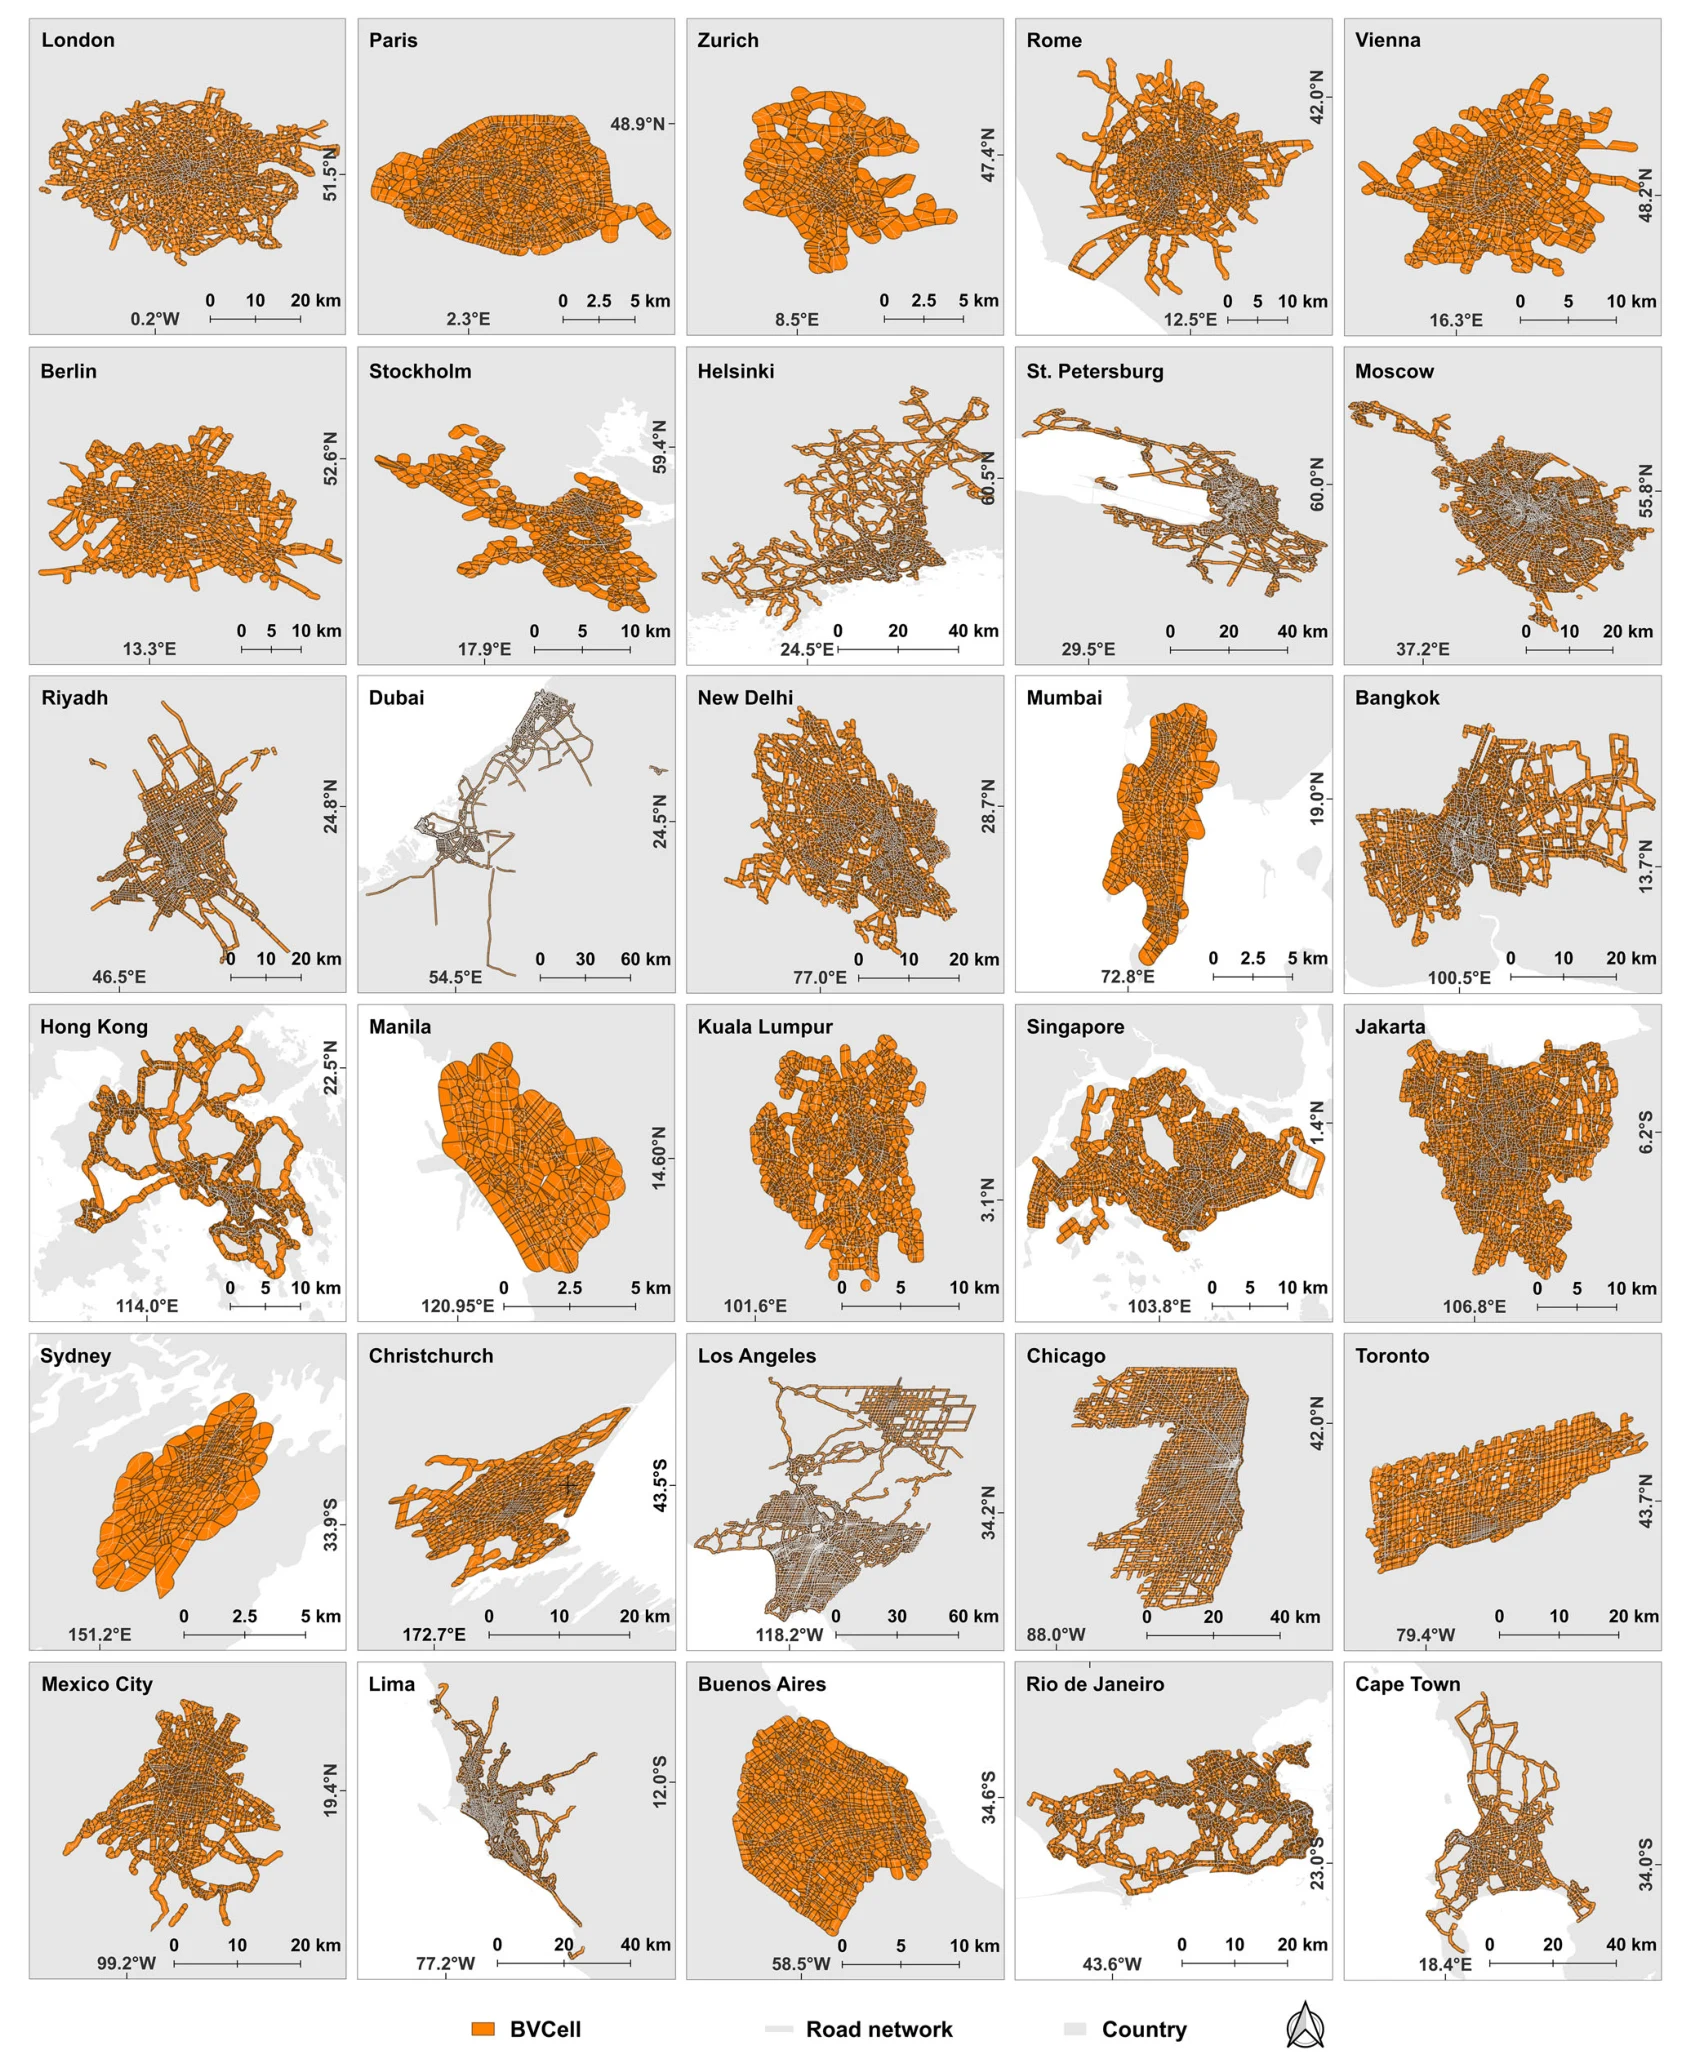 London
51.5°N
0 10 20 km
0.2°W
Paris
48.9°N
0 2.5 5 km
2.3°E
Zurich
47.4°N
0 2.5 5 km
8.5°E
Rome
42.0°N
0 5 10 km
12.5°E
Vienna
48.2°N
0 5 10 km
16.3°E
Berlin
52.6°N
0 5 10 km
13.3°E
Stockholm
59.4°N
0 5 10 km
17.9°E
Helsinki
60.5°N
0 20 40 km
24.5°E
St. Petersburg
60.0°N
0 20 40 km
29.5°E
Moscow
55.8°N
0 10 20 km
37.2°E
Riyadh
24.8°N
0 10 20 km
46.5°E
Dubai
24.5°N
0 30 60 km
54.5°E
New Delhi
28.7°N
0 10 20 km
77.0°E
Mumbai
19.0°N
0 2.5 5 km
72.8°E
Bangkok
13.7°N
0 10 20 km
100.5°E
Hong Kong
22.5°N
0 5 10 km
114.0°E
Manila
14.60°N
0 2.5 5 km
120.95°E
Kuala Lumpur
3.1°N
0 5 10 km
101.6°E
Singapore
1.4°N
0 5 10 km
103.8°E
Jakarta
6.2°S
0 5 10 km
106.8°E
Sydney
33.9°S
0 2.5 5 km
151.2°E
Christchurch
43.5°S
0 10 20 km
172.7°E
Los Angeles
34.2°N
0 30 60 km
118.2°W
Chicago
42.0°N
0 20 40 km
88.0°W
Toronto
43.7°N
0 10 20 km
79.4°W
Mexico City
19.4°N
0 10 20 km
99.2°W
Lima
12.0°S
0 20 40 km
77.2°W
Buenos Aires
34.6°S
0 5 10 km
58.5°W
Rio de Janeiro
23.0°S
0 10 20 km
43.6°W
Cape Town
34.0°S
0 20 40 km
18.4°E
BVCell
Road network
Country